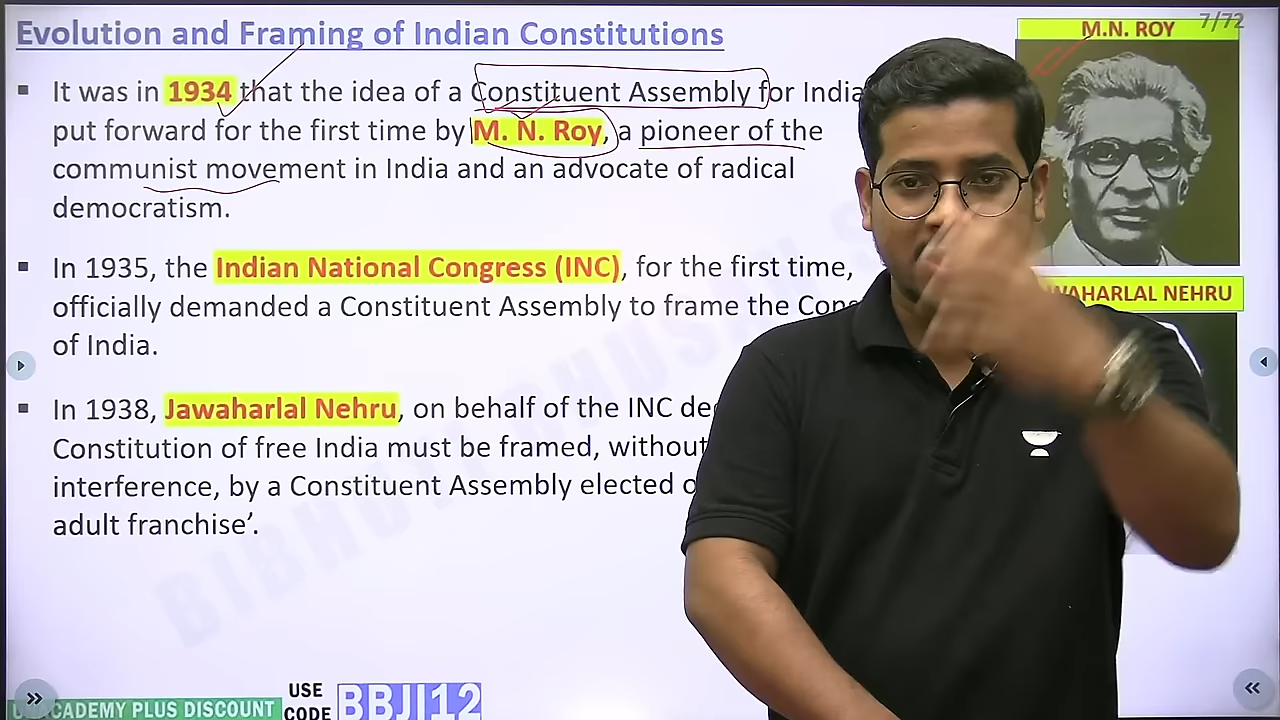 Evolution and Framing of Indian Constitutions
7/72
M.N. ROY
It was in 1934 that the idea of a Constituent Assembly for India
put forward for the first time by M. N. Roy, a pioneer of the
communist movement in India and an advocate of radical
democratism.
In 1935, the Indian National Congress (INC), for the first time,
officially demanded a Constituent Assembly to frame the
of India.
NEHRU
In 1938, Jawaharlal Nehru, on behalf of the INC
Constitution of free India must be framed, without
interference, by a Constituent Assembly elected
adult franchise’.
PLUS DISCOUNT
USE
CODE
BBJ12